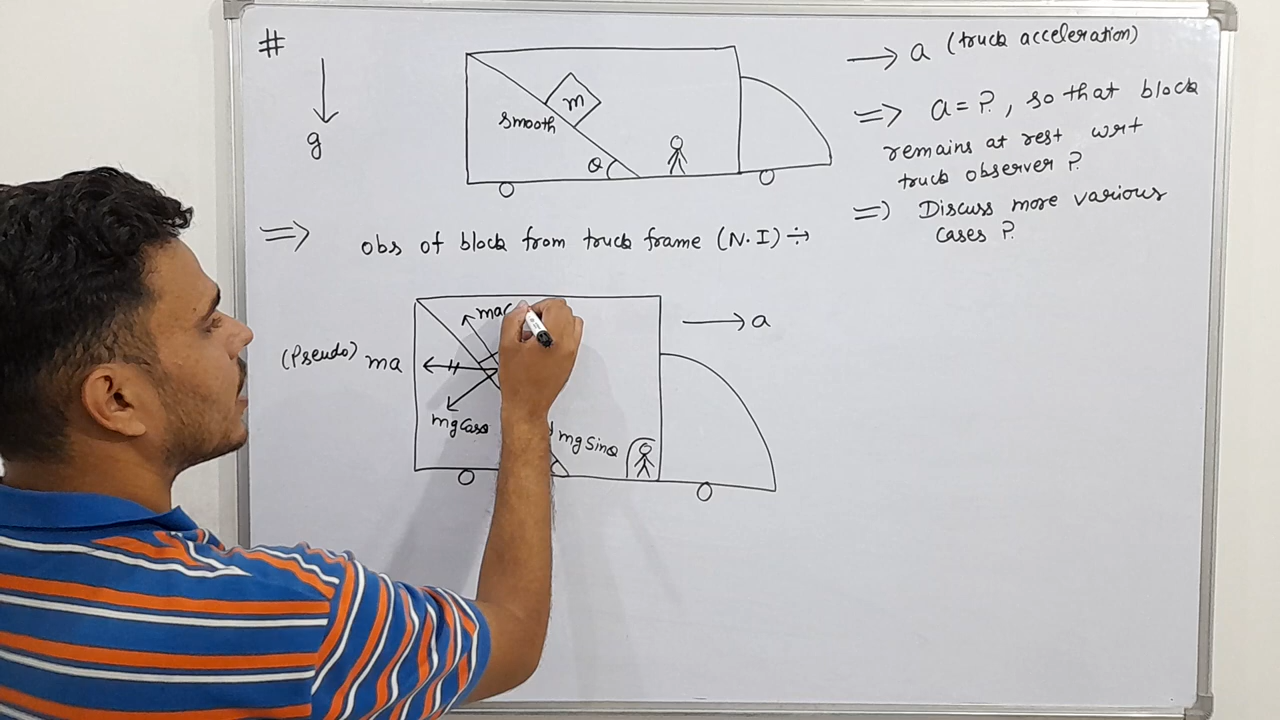 #
→ a (truck acceleration)
g
m
smooth
θ
⇒ a = ?, so that block
remains at rest wrt
truck observer ?
⇒) Discuss more various
cases ?
⇒ obs of block from truck frame (N.I) ÷
(Pseudo) ma
mg Cosθ
mg Sinθ
→ a